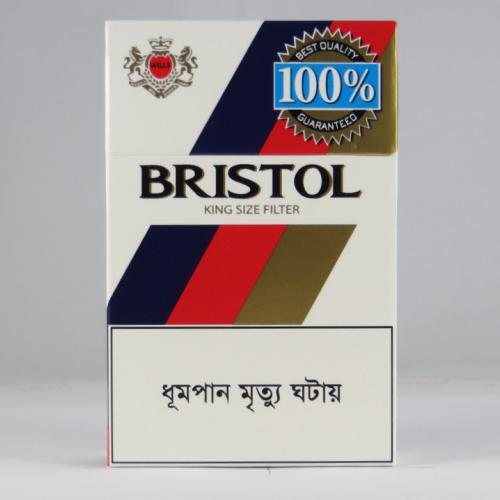 WILLS
BEST QUALITY
100%
GUARANTEED
BRISTOL
KING SIZE FILTER
ধূমপান মৃত্যু ঘটায়